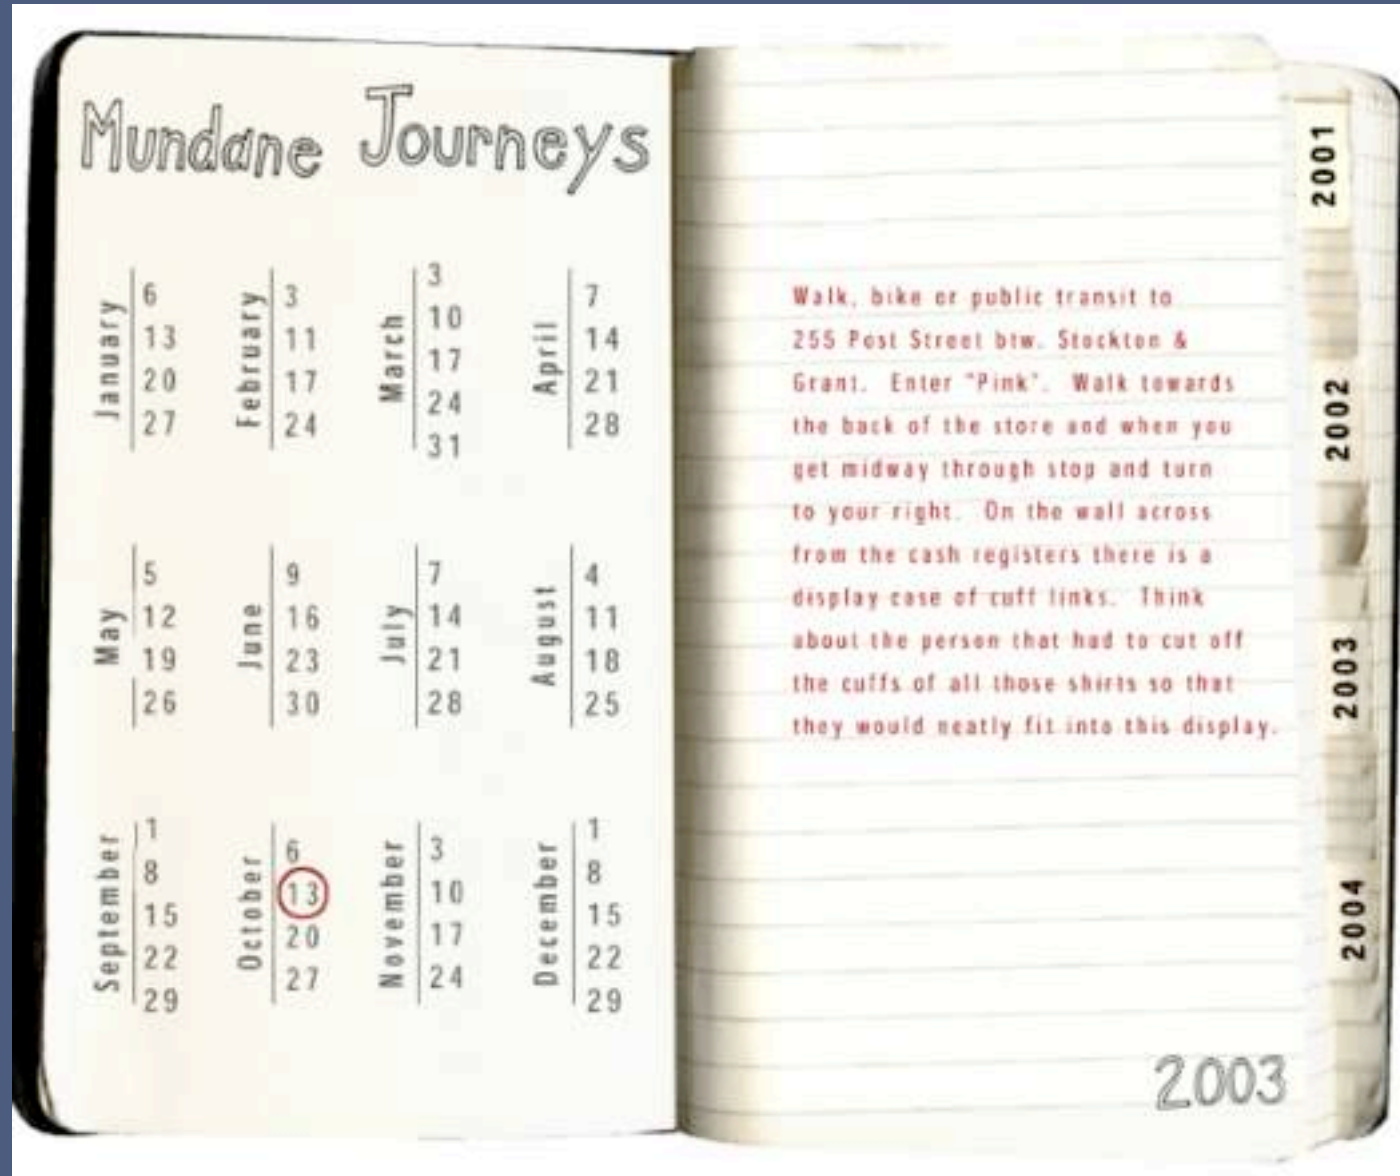 Mundane Journeys
January
6
13
20
27
February
3
11
17
24
March
3
10
17
24
31
April
7
14
21
28
May
5
12
19
26
June
9
16
23
30
July
7
14
21
28
August
4
11
18
25
September
1
8
15
22
29
October
6
13
20
27
November
3
10
17
24
December
1
8
15
22
29
Walk, bike or public transit to
255 Post Street btw. Stockton &
Grant. Enter "Pink". Walk towards
the back of the store and when you
get midway through stop and turn
to your right. On the wall across
from the cash registers there is a
display case of cuff links. Think
about the person that had to cut off
the cuffs of all those shirts so that
they would neatly fit into this display.
2003
2001
2002
2003
2004